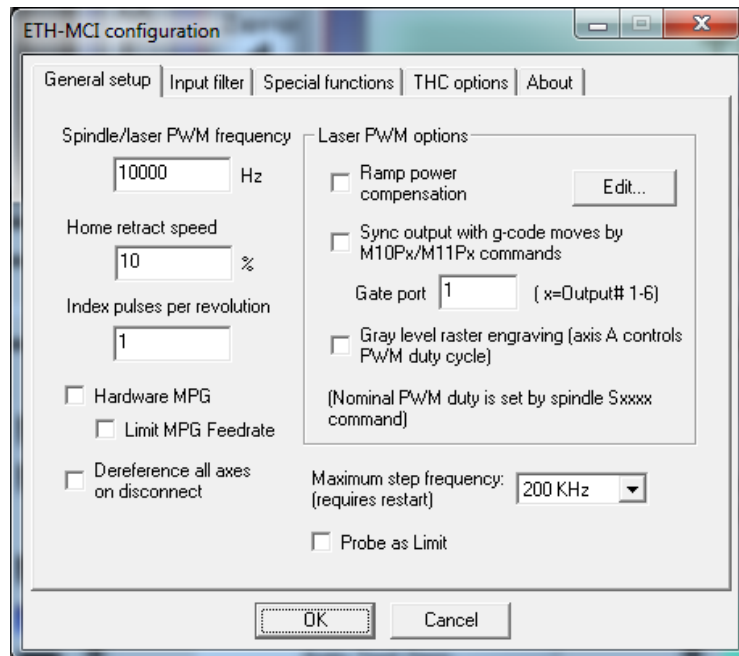 ETH-MCI configuration
General setup
Input filter
Special functions
THC options
About
Spindle/laser PWM frequency
10000
Hz
Home retract speed
10
%
Index pulses per revolution
1
Hardware MPG
Limit MPG Feedrate
Dereference all axes
on disconnect
Laser PWM options
Ramp power
compensation
Edit...
Sync output with g-code moves by
M10Px/M11Px commands
Gate port
1
( x=Output# 1-6)
Gray level raster engraving (axis A controls
PWM duty cycle)
(Nominal PWM duty is set by spindle Sxxxx
command)
Maximum step frequency:
(requires restart)
200 KHz
Probe as Limit
OK
Cancel